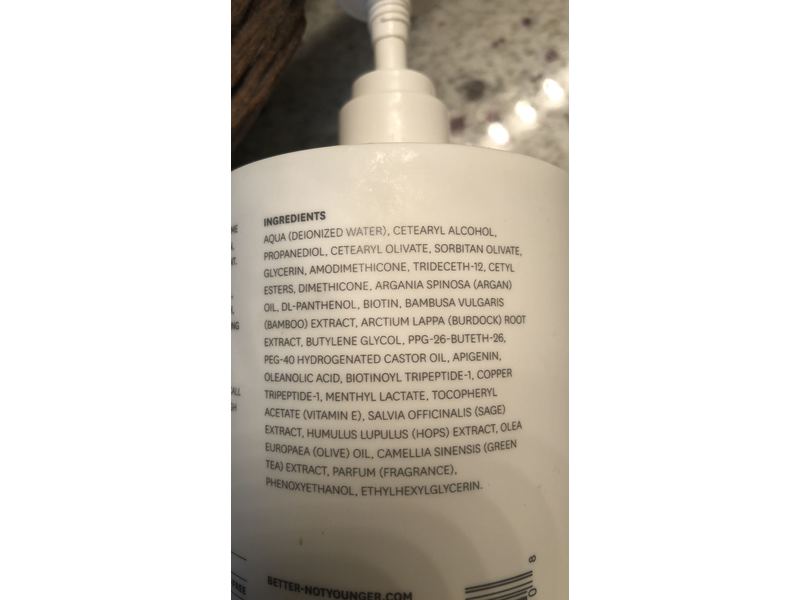 INGREDIENTS
AQUA (DEIONIZED WATER), CETEARYL ALCOHOL,
PROPANEDIOL, CETEARYL OLIVATE, SORBITAN OLIVATE,
GLYCERIN, AMODIMETHICONE, TRIDECETH-12, CETYL
ESTERS, DIMETHICONE, ARGANIA SPINOSA (ARGAN)
OIL, DL-PANTHENOL, BIOTIN, BAMBUSA VULGARIS
(BAMBOO) EXTRACT, ARCTIUM LAPPA (BURDOCK) ROOT
EXTRACT, BUTYLENE GLYCOL, PPG-26-BUTETH-26,
PEG-40 HYDROGENATED CASTOR OIL, APIGENIN,
OLEANOLIC ACID, BIOTINOYL TRIPEPTIDE-1, COPPER
TRIPEPTIDE-1, MENTHYL LACTATE, TOCOPHERYL
ACETATE (VITAMIN E), SALVIA OFFICINALIS (SAGE)
EXTRACT, HUMULUS LUPULUS (HOPS) EXTRACT, OLEA
EUROPAEA (OLIVE) OIL, CAMELLIA SINENSIS (GREEN
TEA) EXTRACT, PARFUM (FRAGRANCE),
PHENOXYETHANOL, ETHYLHEXYLGLYCERIN.
BETTER-NOTYOUNGER.COM
8